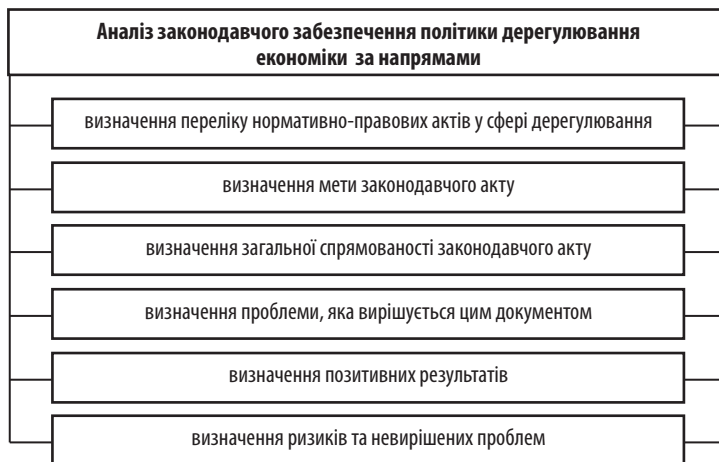 Аналіз законодавчого забезпечення політики дерегулювання
економіки за напрямами
визначення переліку нормативно-правових актів у сфері дерегулювання
визначення мети законодавчого акту
визначення загальної спрямованості законодавчого акту
визначення проблеми, яка вирішується цим документом
визначення позитивних результатів
визначення ризиків та невирішених проблем